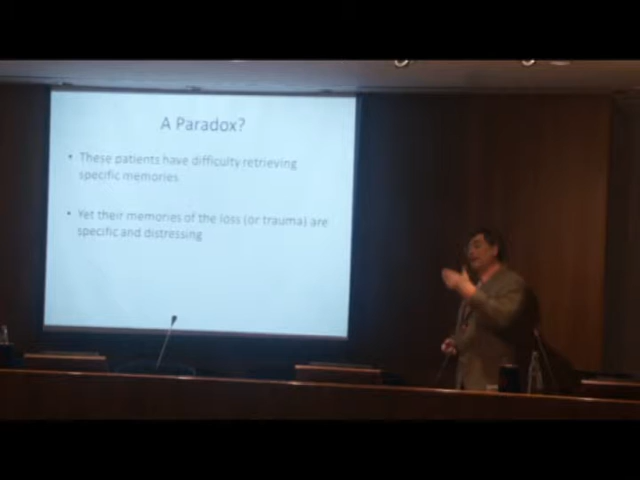 A Paradox?
• These patients have difficulty retrieving
specific memories
• Yet their memories of the loss (or trauma) are
specific and distressing